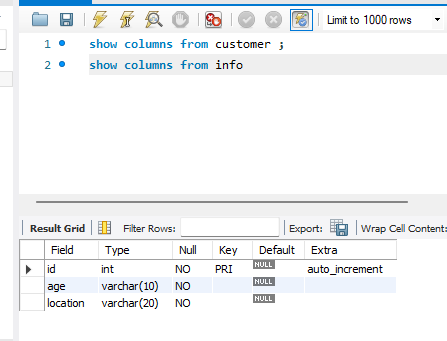 Limit to 1000 rows
1 show columns from customer ;
2 show columns from info
Result Grid Filter Rows: Export: Wrap Cell Content:
Field Type Null Key Default Extra
id int NO PRI NULL auto_increment
age varchar(10) NO NULL
location varchar(20) NO NULL